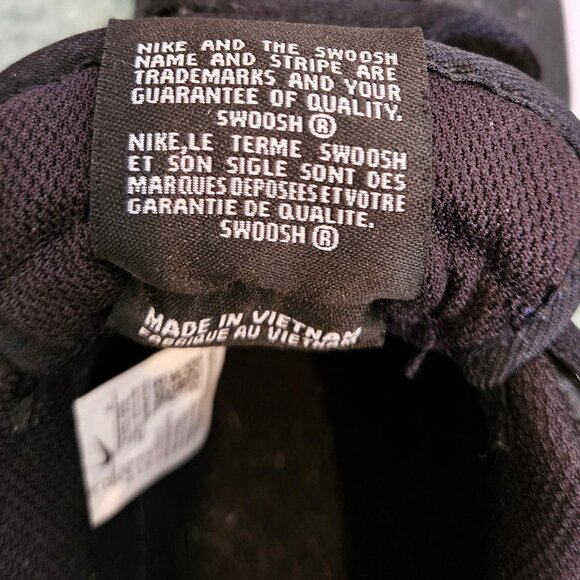 NIKE AND THE SWOOSH
NAME AND STRIPE ARE
TRADEMARKS AND YOUR
GUARANTEE OF QUALITY.
SWOOSH ®
NIKE,LE TERME SWOOSH
ET SON SIGLE SONT DES
MARQUES DEPOSEES ET VOTRE
GARANTIE DE QUALITE.
SWOOSH ®
MADE IN VIETNAM
FABRIQUE AU VIETNAM